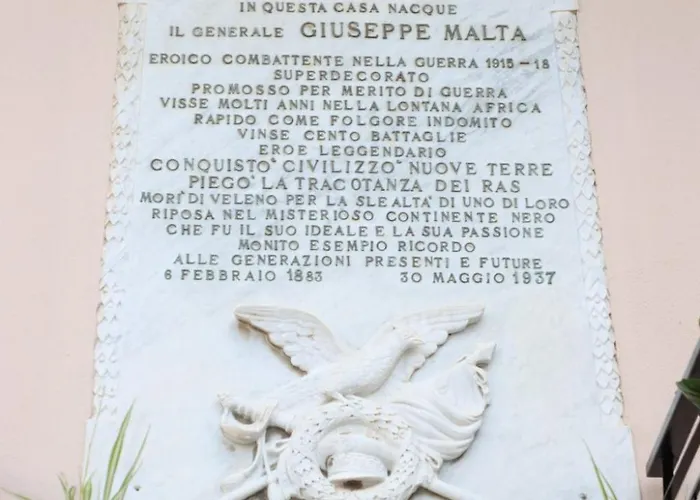 IN QUESTA CASA NACQUE
IL GENERALE GIUSEPPE MALTA
EROICO COMBATTENTE NELLA GUERRA 1915-18
SUPERDECORATO
PROMOSSO PER MERITO DI GUERRA
VISSE MOLTI ANNI NELLA LONTANA AFRICA
RAPIDO COME FOLGORE INDOMITO
VINSE CENTO BATTAGLIE
EROE LEGGENDARIO
CONQUISTO' CIVILIZZO' NUOVE TERRE
PIEGO' LA TRACOTANZA DEI RAS
MORI' DI VELENO PER LA SLEALTA' DI UNO DI LORO
RIPOSA NEL MISTERIOSO CONTINENTE NERO
CHE FU IL SUO IDEALE E LA SUA PASSIONE
MONITO ESEMPIO RICORDO
ALLE GENERAZIONI PRESENTI E FUTURE
6 FEBBRAIO 1883 30 MAGGIO 1937